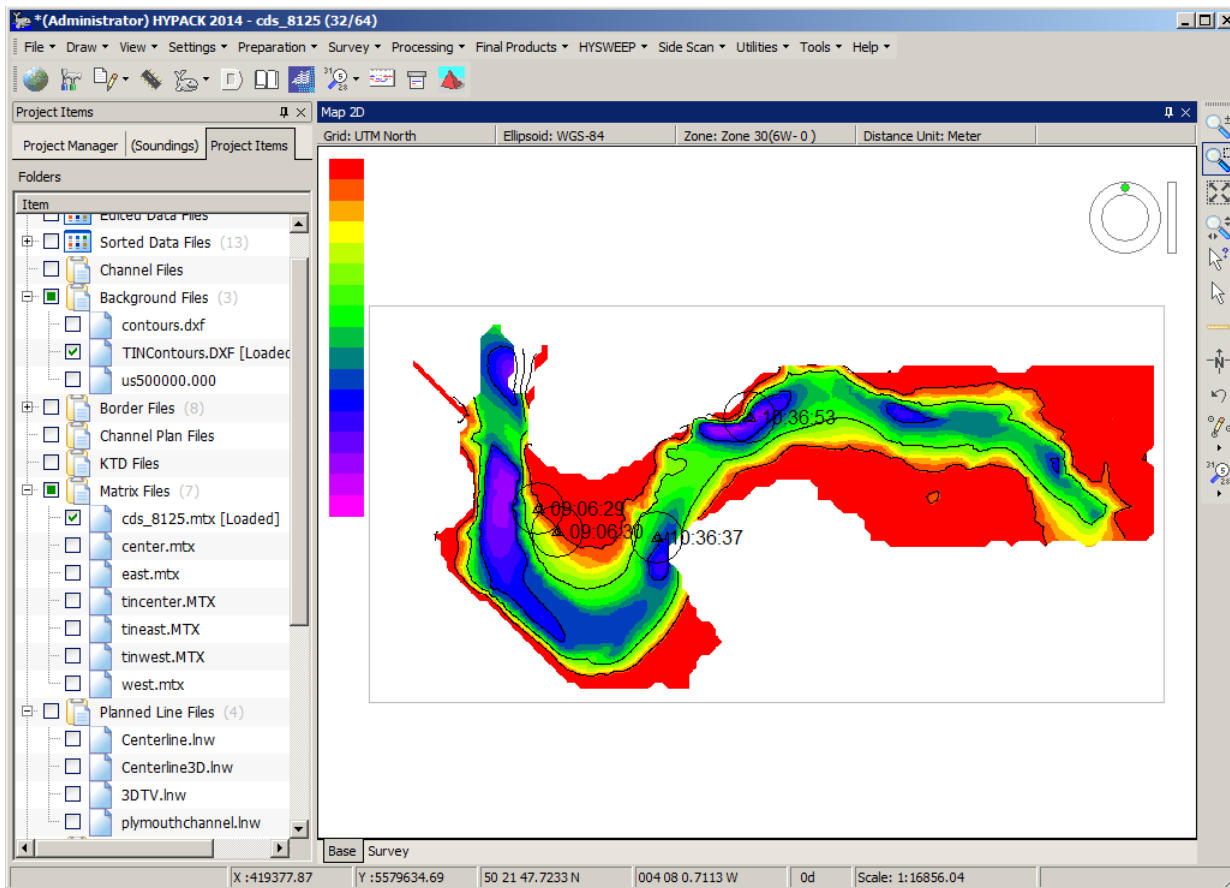 *(Administrator) HYPACK 2014 - cds_8125 (32/64)
File Draw View Settings Preparation Survey Processing Final Products HYSWEEP Side Scan Utilities Tools Help
Project Items
Map 2D
Project Manager (Soundings) Project Items
Grid: UTM North Ellipsoid: WGS-84 Zone: Zone 30(6W- 0 ) Distance Unit: Meter
Folders
Item
Edited Data Files
Sorted Data Files (13)
Channel Files
Background Files (3)
contours.dxf
TINContours.DXF [Loaded
us500000.000
Border Files (8)
Channel Plan Files
KTD Files
Matrix Files (7)
cds_8125.mtx [Loaded]
center.mtx
east.mtx
tincenter.MTX
tineast.MTX
tinwest.MTX
west.mtx
Planned Line Files (4)
Centerline.lnw
Centerline3D.lnw
3DTV.lnw
plymouthchannel.lnw
10:36:53
09:06:29
09:06:30
10:36:37
N
Base Survey
X :419377.87 Y :5579634.69 50 21 47.7233 N 004 08 0.7113 W 0d Scale: 1:16856.04